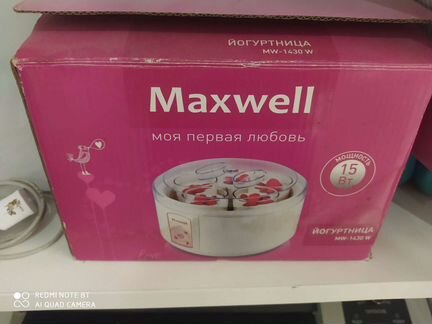 ЙОГУРТНИЦА
MW-1430 W
Maxwell
моя первая любовь
МОЩНОСТЬ
15
Вт
Maxwell
ЙОГУРТНИЦА
MW-1430 W
REDMI NOTE 8T
AI QUAD CAMERA